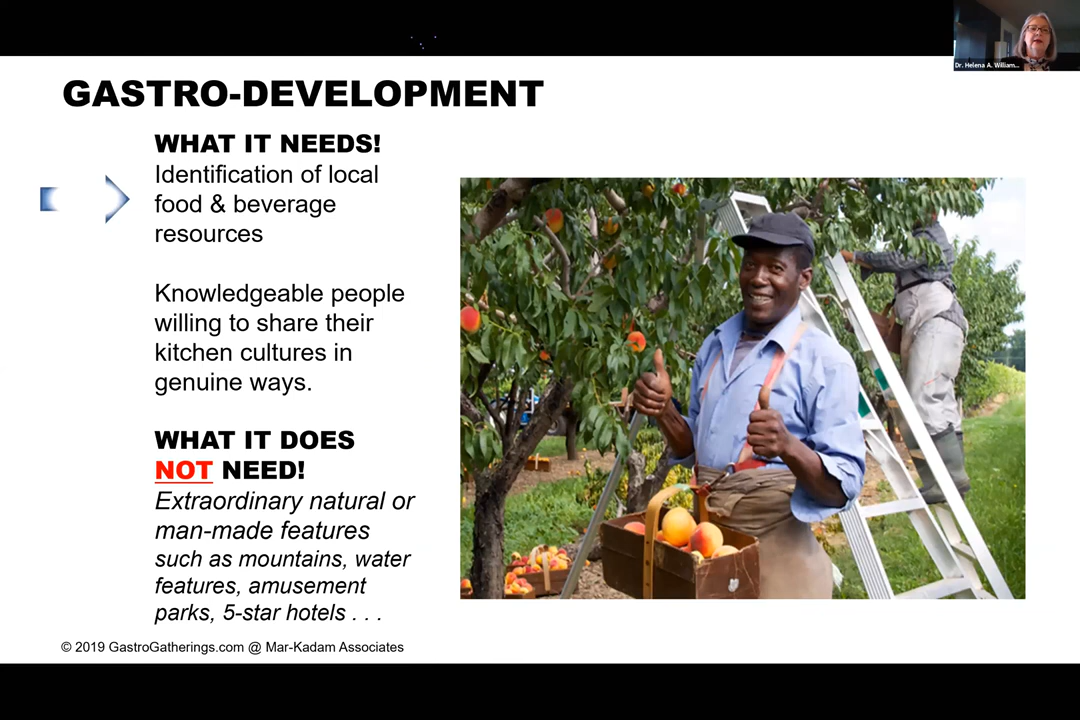 Dr. Helena A. William...
GASTRO-DEVELOPMENT
WHAT IT NEEDS!
Identification of local
food & beverage
resources
Knowledgeable people
willing to share their
kitchen cultures in
genuine ways.
WHAT IT DOES
NOT NEED!
Extraordinary natural or
man-made features
such as mountains, water
features, amusement
parks, 5-star hotels . . .
© 2019 GastroGatherings.com @ Mar-Kadam Associates